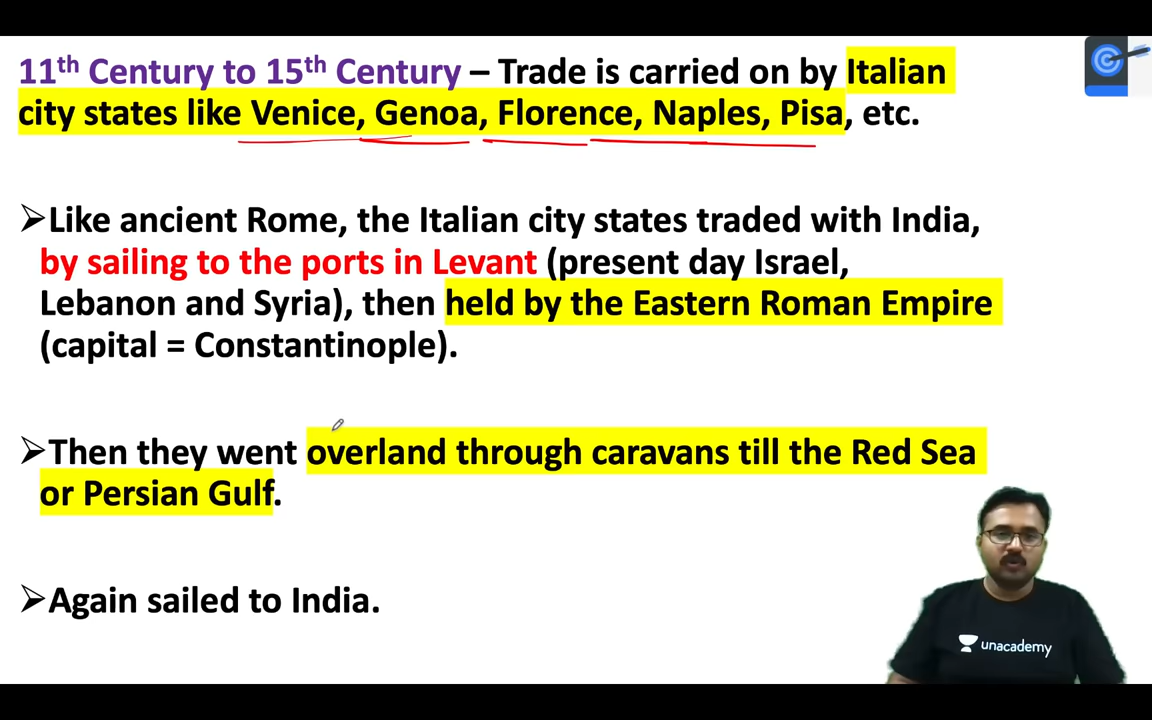 11th Century to 15th Century – Trade is carried on by Italian
city states like Venice, Genoa, Florence, Naples, Pisa, etc.
➢Like ancient Rome, the Italian city states traded with India,
by sailing to the ports in Levant (present day Israel,
Lebanon and Syria), then held by the Eastern Roman Empire
(capital = Constantinople).
➢Then they went overland through caravans till the Red Sea
or Persian Gulf.
➢Again sailed to India.
unacademy